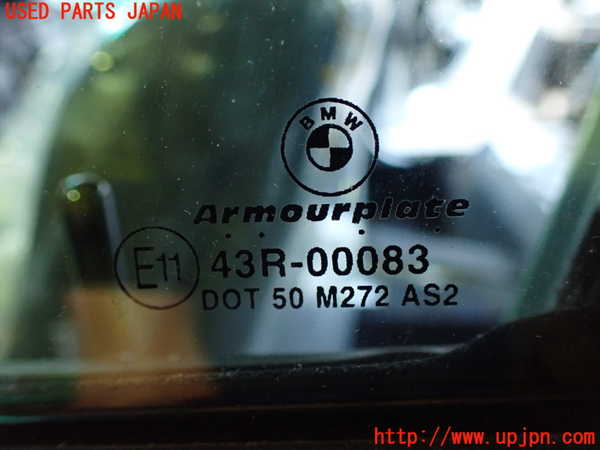 USED PARTS JAPAN
BMW
Armourplate
E11 43R-00083
DOT 50 M272 AS2
http://www.upjpn.com